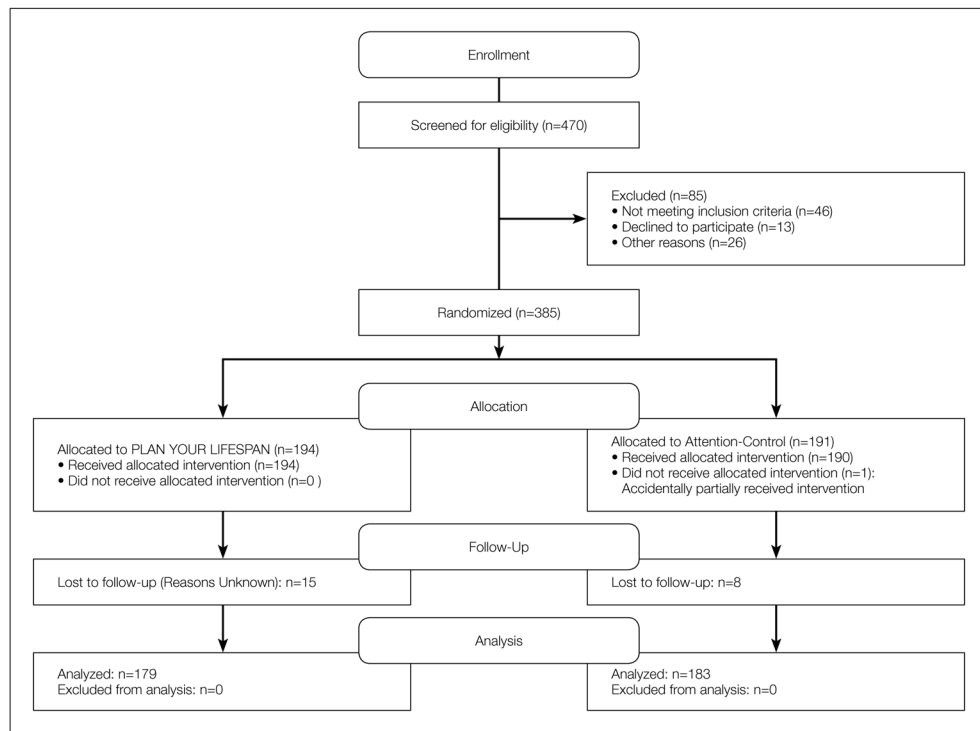 Enrollment
Screened for eligibility (n=470)
Excluded (n=85)
• Not meeting inclusion criteria (n=46)
• Declined to participate (n=13)
• Other reasons (n=26)
Randomized (n=385)
Allocation
Allocated to PLAN YOUR LIFESPAN (n=194)
• Received allocated intervention (n=194)
• Did not receive allocated intervention (n=0 )
Allocated to Attention-Control (n=191)
• Received allocated intervention (n=190)
• Did not receive allocated intervention (n=1):
Accidentally partially received intervention
Follow-Up
Lost to follow-up (Reasons Unknown): n=15
Lost to follow-up: n=8
Analysis
Analyzed: n=179
Excluded from analysis: n=0
Analyzed: n=183
Excluded from analysis: n=0